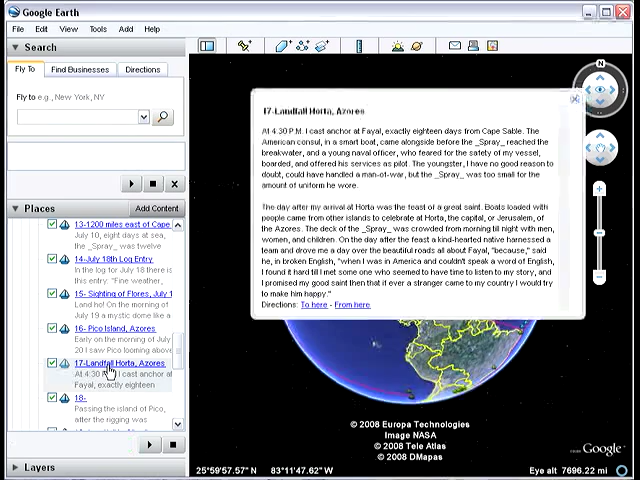 Google Earth
File Edit View Tools Add Help
Search
Fly To Find Businesses Directions
Fly to e.g., New York, NY
Places Add Content
13-1200 miles east of Cape
July 10, eight days at sea,
the _Spray_ was twelve
14-July 18th Log Entry
In the log for July 18 there is
this entry: "Fine weather,
15- Sighting of Flores, July 1
Land ho! On the morning of
July 19 a mystic dome like a
16- Pico Island, Azores
Early on the morning of July
20 I saw Pico looming above
17-Landfall Horta, Azores
At 4:30 P.M. I cast anchor at
Fayal, exactly eighteen
18-
Passing the island of Pico,
after the rigging was
Layers
17-Landfall Horta, Azores
At 4:30 P.M. I cast anchor at Fayal, exactly eighteen days from Cape Sable. The
American consul, in a smart boat, came alongside before the _Spray_ reached the
breakwater, and a young naval officer, who feared for the safety of my vessel,
boarded, and offered his services as pilot. The youngster, I have no good reason to
doubt, could have handled a man-of-war, but the _Spray_ was too small for the
amount of uniform he wore.
The day after my arrival at Horta was the feast of a great saint. Boats loaded with
people came from other islands to celebrate at Horta, the capital, or Jerusalem, of
the Azores. The deck of the _Spray_ was crowded from morning till night with men,
women, and children. On the day after the feast a kind-hearted native harnessed a
team and drove me a day over the beautiful roads all about Fayal, "because," said
he, in broken English, "when I was in America and couldn't speak a word of English,
I found it hard till I met some one who seemed to have time to listen to my story, and
I promised my good saint then that if ever a stranger came to my country I would try
to make him happy."
Directions: To here - From here
N
© 2008 Europa Technologies
Image NASA
© 2008 Tele Atlas
© 2008 DMapas
Google
25°59'57.57" N 83°11'47.62" W Eye alt 7696.22 mi